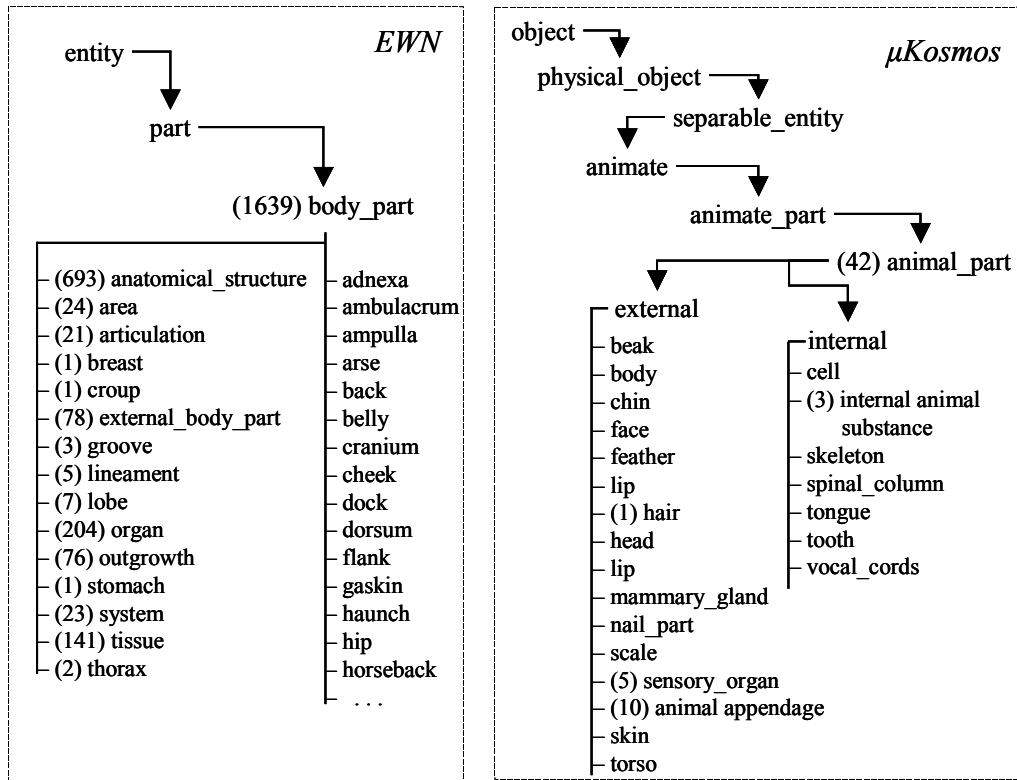 EWN
entity
part
(1639) body_part
(693) anatomical_structure
(24) area
(21) articulation
(1) breast
(1) croup
(78) external_body_part
(3) groove
(5) lineament
(7) lobe
(204) organ
(76) outgrowth
(1) stomach
(23) system
(141) tissue
(2) thorax
adnexa
ambulacrum
ampulla
arse
back
belly
cranium
cheek
dock
dorsum
flank
gaskin
haunch
hip
horseback
...
µKosmos
object
physical_object
separable_entity
animate
animate_part
(42) animal_part
external
beak
body
chin
face
feather
lip
(1) hair
head
lip
mammary_gland
nail_part
scale
(5) sensory_organ
(10) animal appendage
skin
torso
internal
cell
(3) internal animal
substance
skeleton
spinal_column
tongue
tooth
vocal_cords